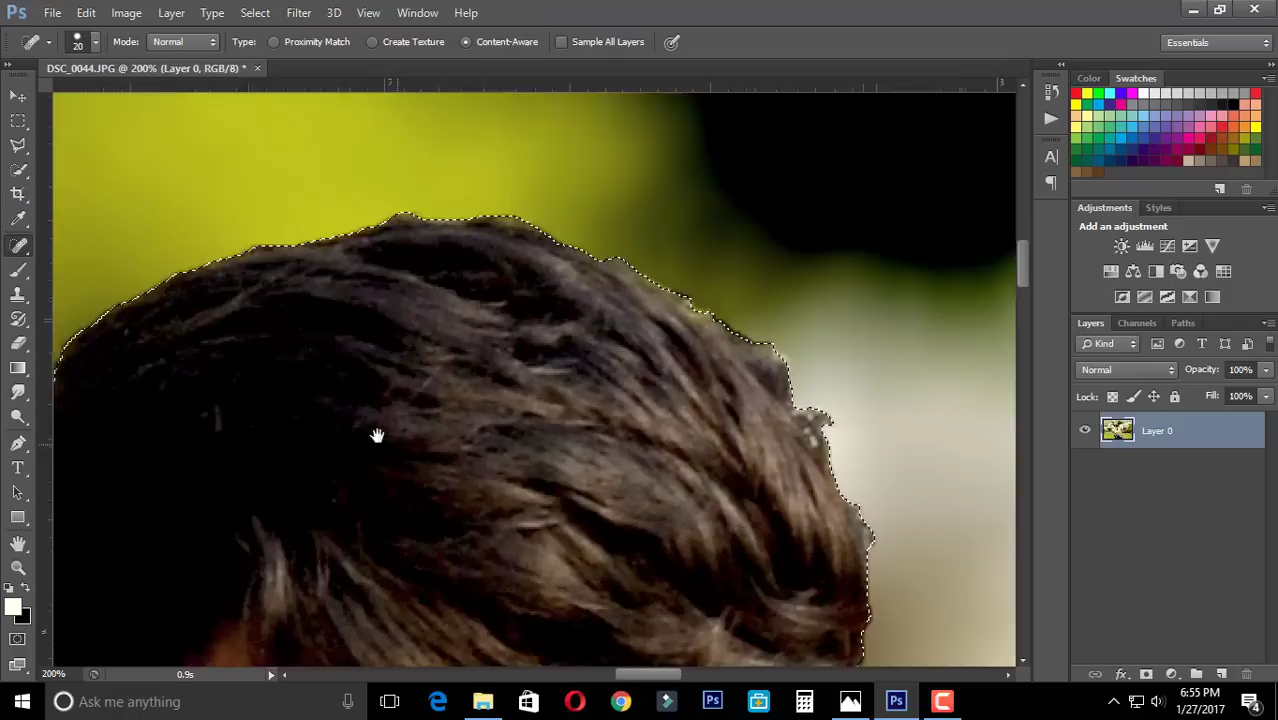 Ps File Edit Image Layer Type Select Filter 3D View Window Help
20 Mode: Normal Type: Proximity Match Create Texture Content-Aware Sample All Layers Essentials
DSC_0044.JPG @ 200% (Layer 0, RGB/8) * ×
Color Swatches
Adjustments Styles
Add an adjustment
Layers Channels Paths
Kind
Normal Opacity: 100%
Lock: Fill: 100%
Layer 0
200% 0.9s
Ask me anything
6:55 PM
1/27/2017
4